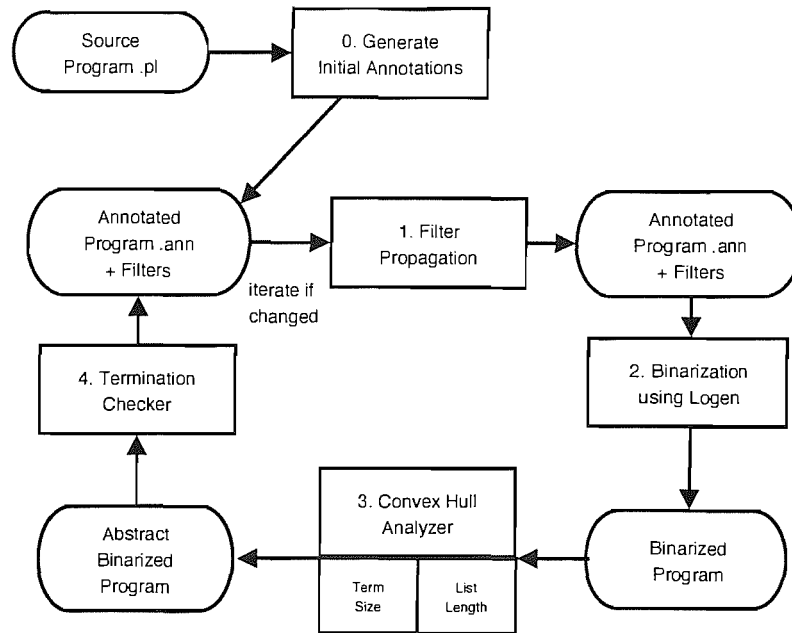 Source
Program .pl
0. Generate
Initial Annotations
Annotated
Program .ann
+ Filters
iterate if
changed
1. Filter
Propagation
Annotated
Program .ann
+ Filters
2. Binarization
using Logen
Binarized
Program
3. Convex Hull
Analyzer
Term
Size
List
Length
Abstract
Binarized
Program
4. Termination
Checker